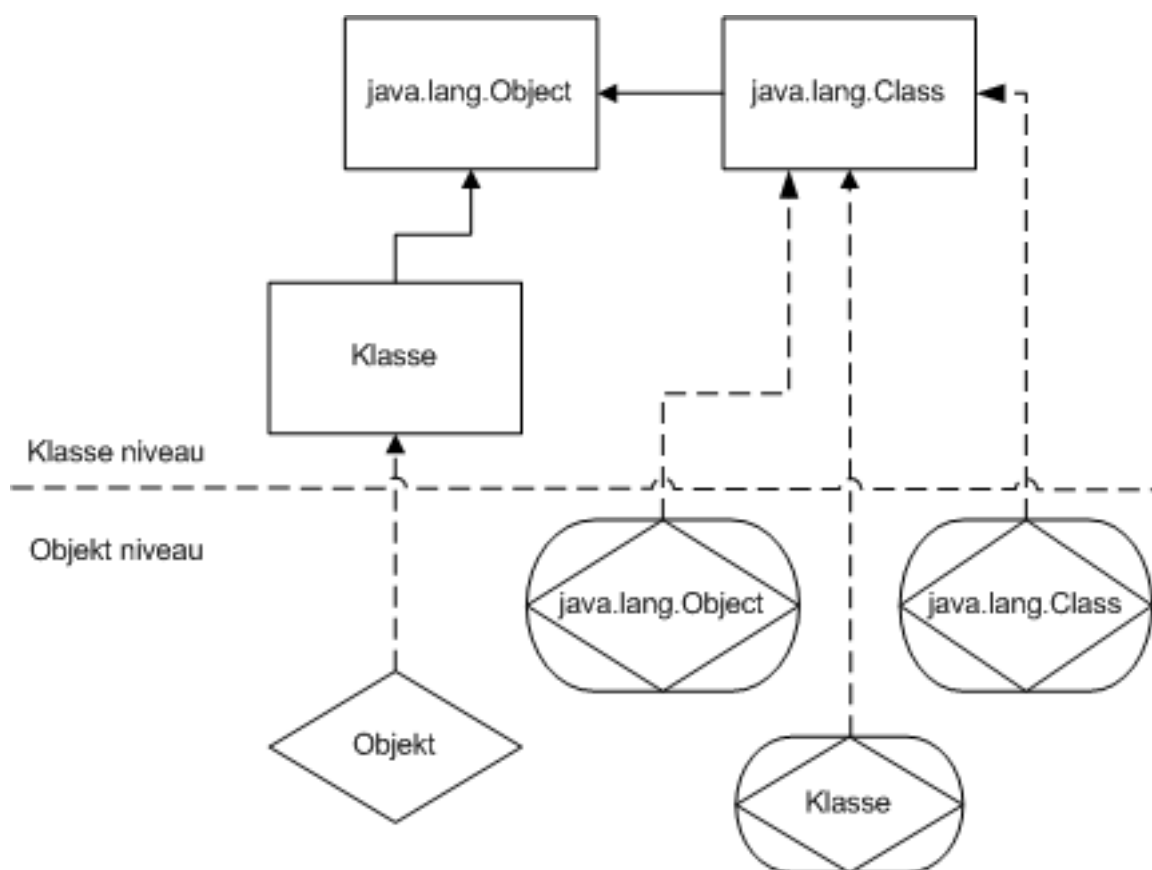 java.lang.Object
java.lang.Class
Klasse
Klasse niveau
Objekt niveau
java.lang.Object
java.lang.Class
Objekt
Klasse